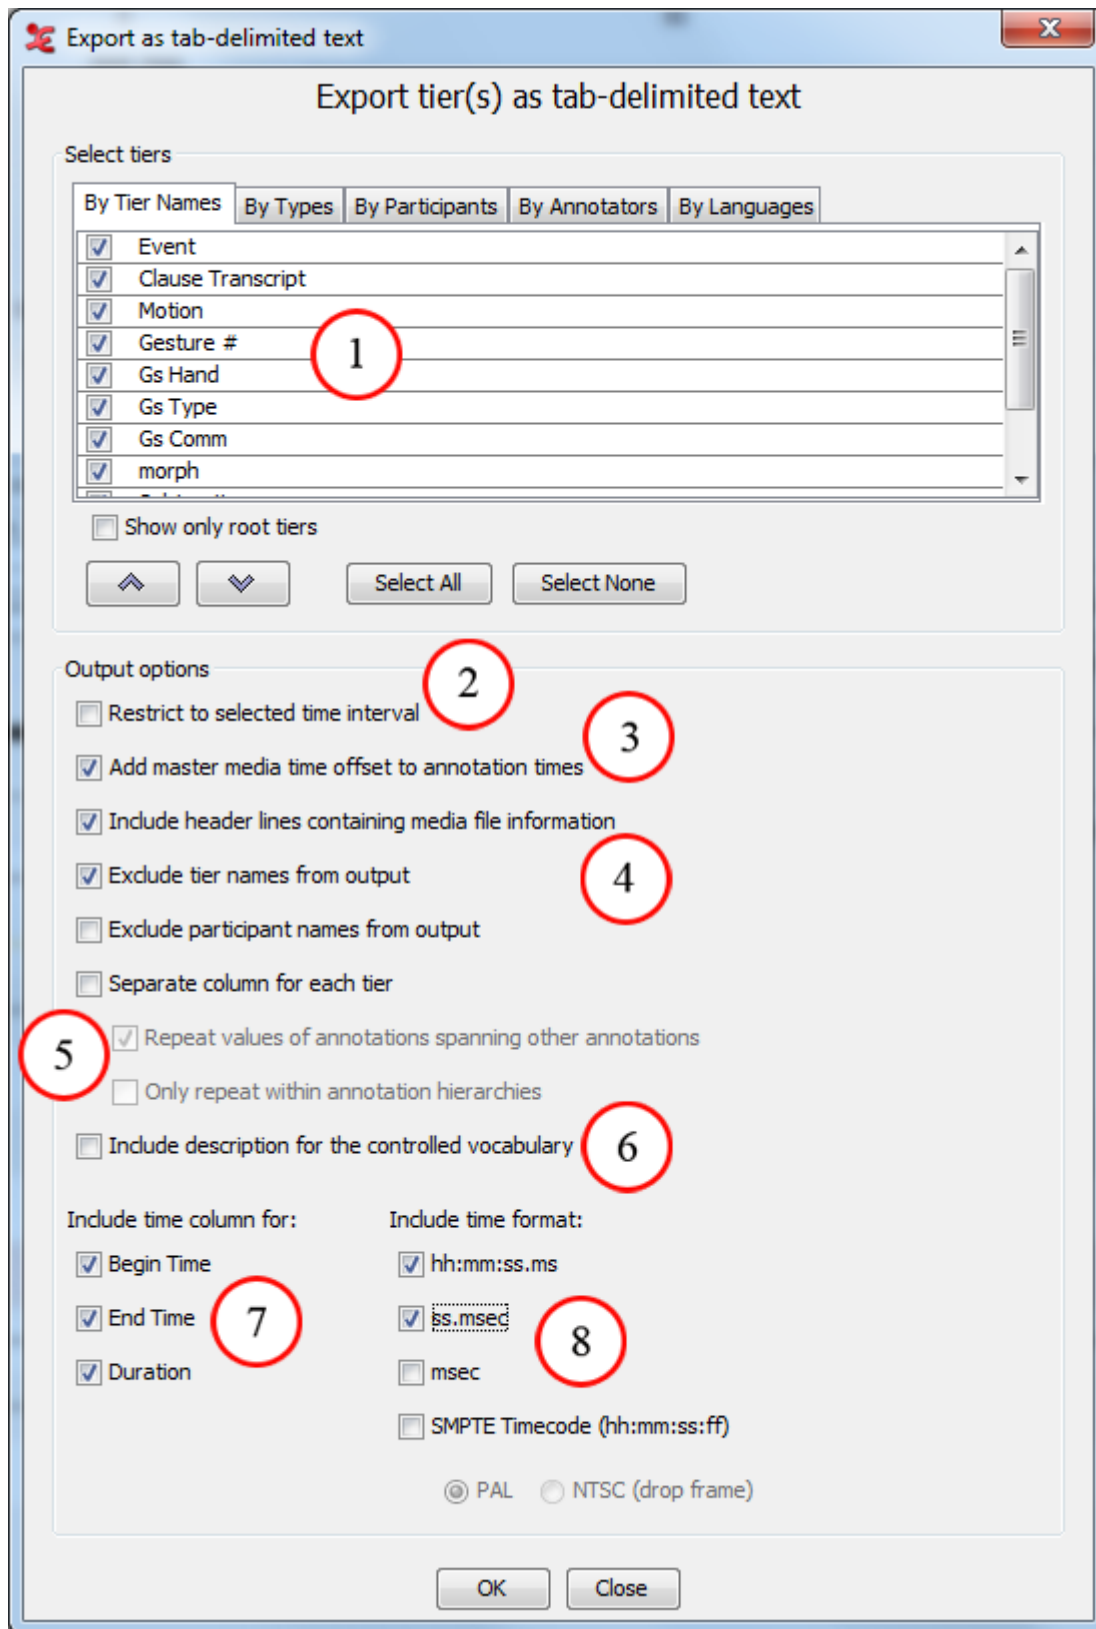 Export as tab-delimited text
Export tier(s) as tab-delimited text
Select tiers
By Tier Names By Types By Participants By Annotators By Languages
Event
Clause Transcript
Motion
Gesture #
1
Gs Hand
Gs Type
Gs Comm
morph
Show only root tiers
Select All Select None
Output options
2
Restrict to selected time interval
3
Add master media time offset to annotation times
Include header lines containing media file information
Exclude tier names from output
4
Exclude participant names from output
Separate column for each tier
5
Repeat values of annotations spanning other annotations
Only repeat within annotation hierarchies
Include description for the controlled vocabulary
6
Include time column for: Include time format:
Begin Time hh:mm:ss.ms
End Time 7 ss.msec
8
Duration msec
SMPTE Timecode (hh:mm:ss:ff)
PAL NTSC (drop frame)
OK Close